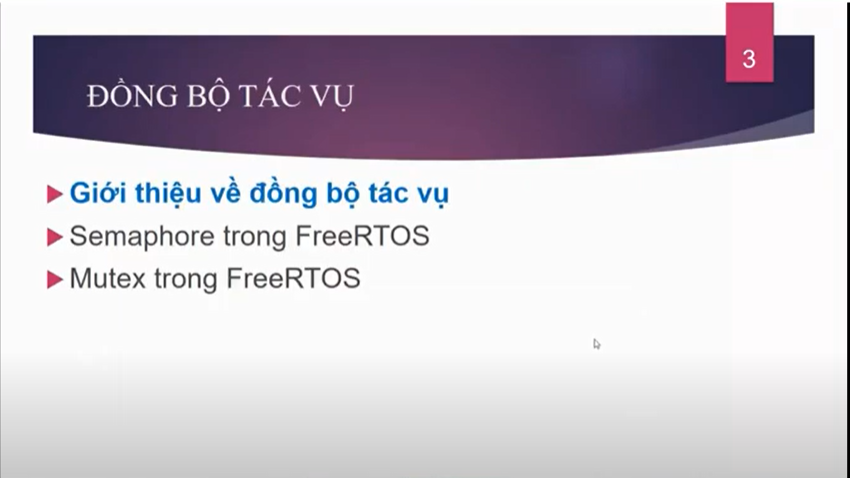 3
ĐỒNG BỘ TÁC VỤ
Giới thiệu về đồng bộ tác vụ
Semaphore trong FreeRTOS
Mutex trong FreeRTOS